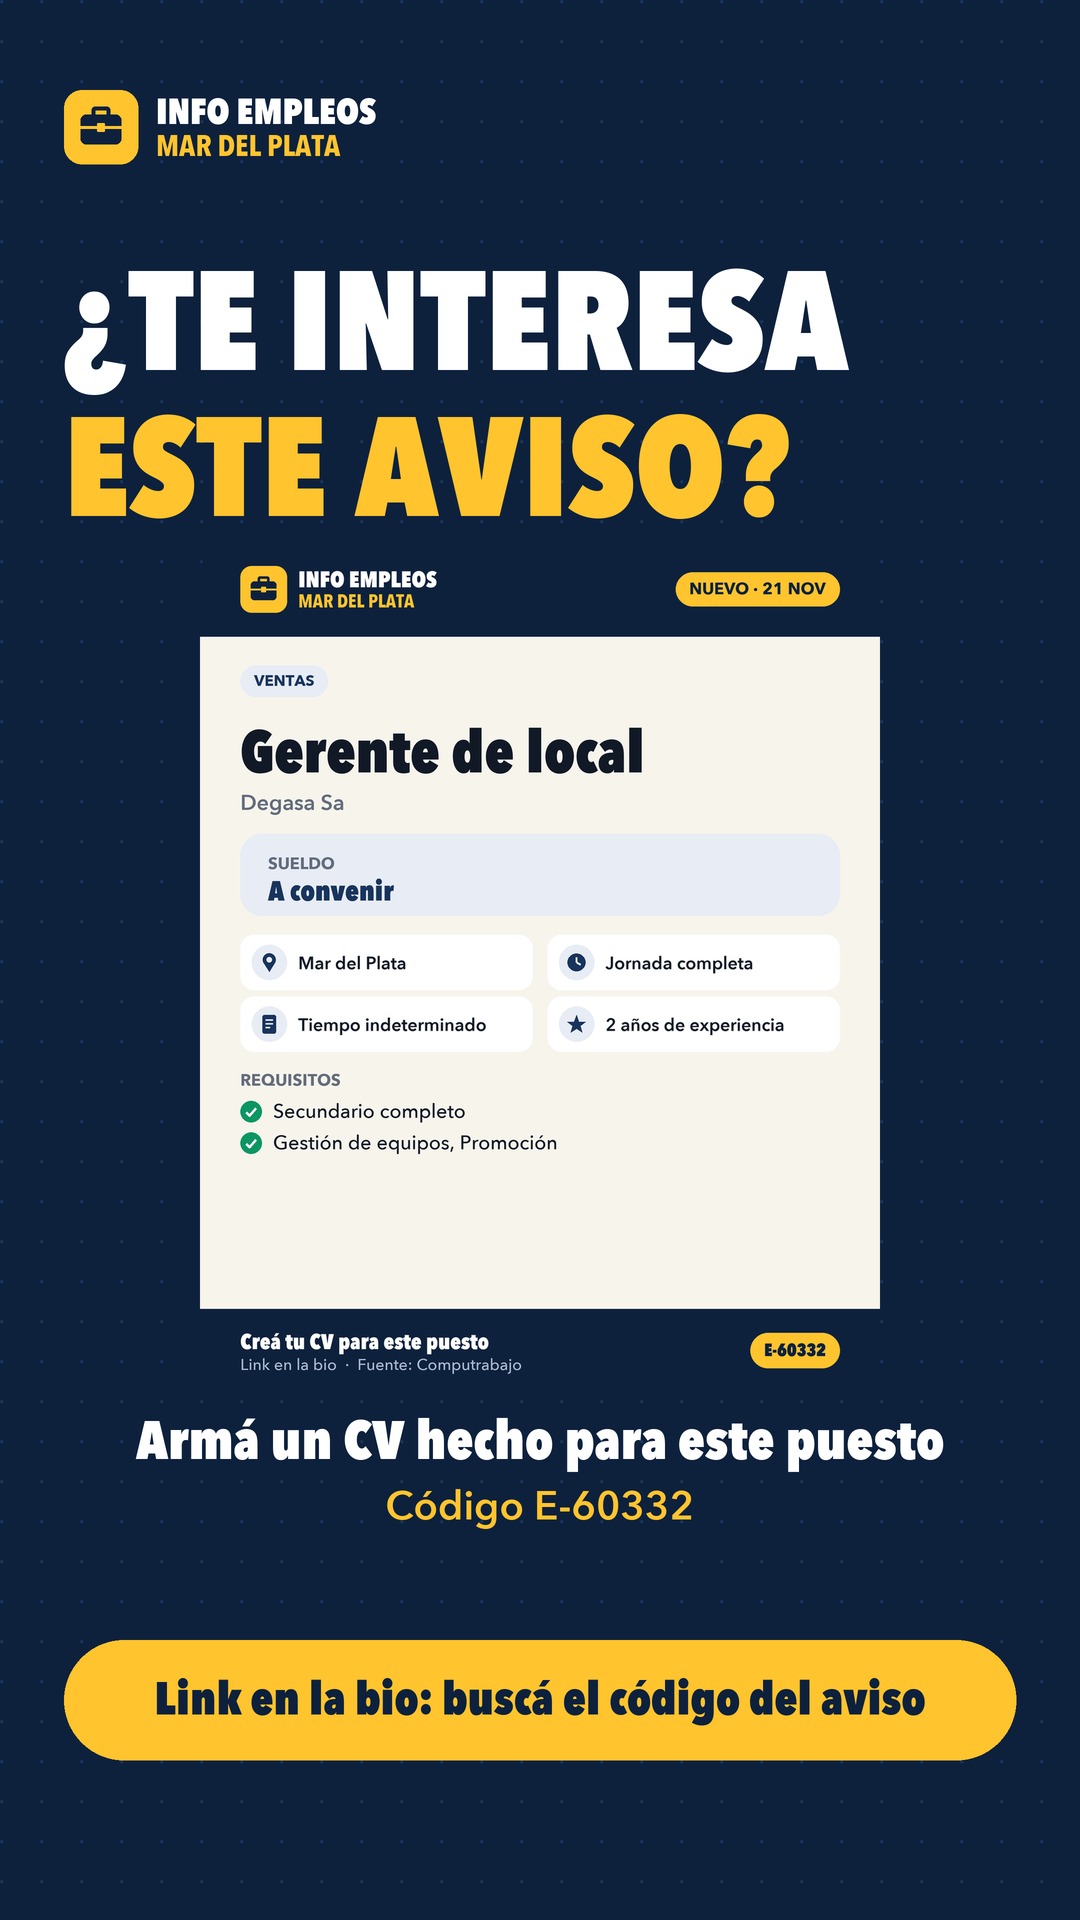 INFO EMPLEOS
MAR DEL PLATA
¿TE INTERESA
ESTE AVISO?
INFO EMPLEOS
MAR DEL PLATA
NUEVO · 21 NOV
VENTAS
Gerente de local
Degasa Sa
SUELDO
A convenir
Mar del Plata
Jornada completa
Tiempo indeterminado
2 años de experiencia
REQUISITOS
Secundario completo
Gestión de equipos, Promoción
Creá tu CV para este puesto
Link en la bio · Fuente: Computrabajo
E-60332
Armá un CV hecho para este puesto
Código E-60332
Link en la bio: buscá el código del aviso